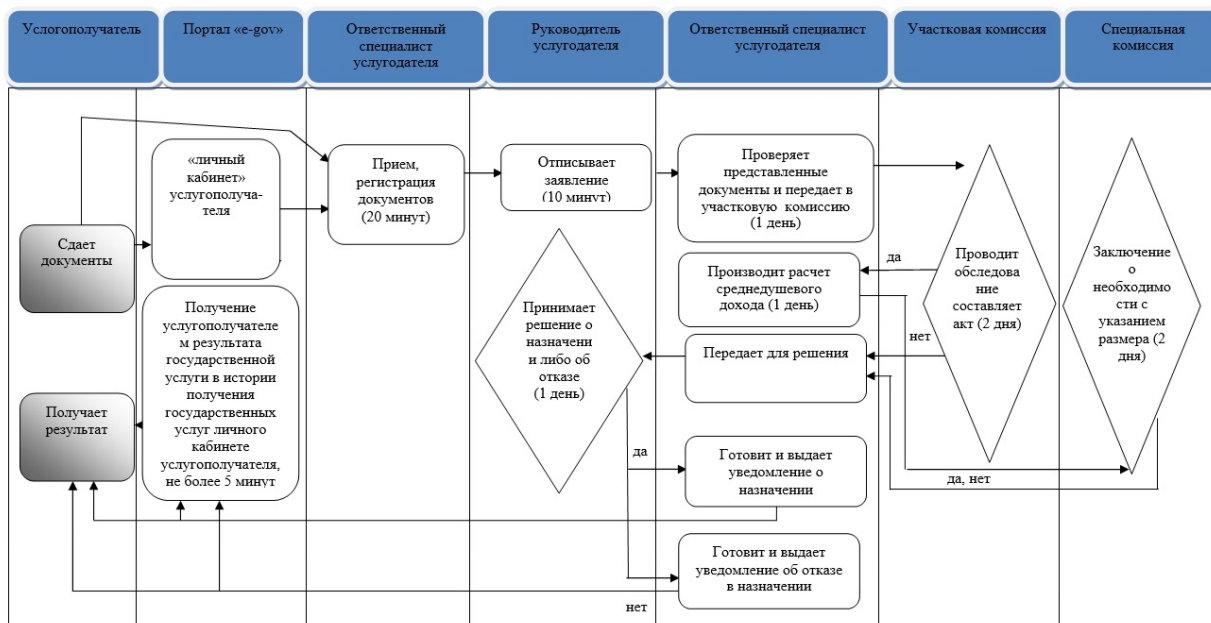 Услогополучатель
Портал «e-gov»
Ответственный
специалист
услугодателя
Руководитель
услугодателя
Ответственный специалист
услугодателя
Участковая комиссия
Специальная
комиссия
«личный
кабинет»
услугополуча-
теля
Прием,
регистрация
документов
(20 минут)
Отписывает
заявление
(10 минут)
Проверяет
представленные
документы и передает в
участковую комиссию
(1 день)
Сдает
документы
Производит расчет
среднедушевого
дохода (1 день)
да
Проводит
обследова
ние
составляет
акт (2 дня)
Заключение
о
необходимо
сти с
указанием
размера (2
дня)
Получение
услугополучателе
м результата
государственной
услуги в истории
получения
государственных
услуг личного
кабинете
услугополучателя,
не более 5 минут
Принимает
решение о
назначени
и либо об
отказе
(1 день)
нет
Передает для решения
Получает
результат
да
Готовит и выдает
уведомление о
назначении
да, нет
Готовит и выдает
уведомление об отказе
в назначении
нет